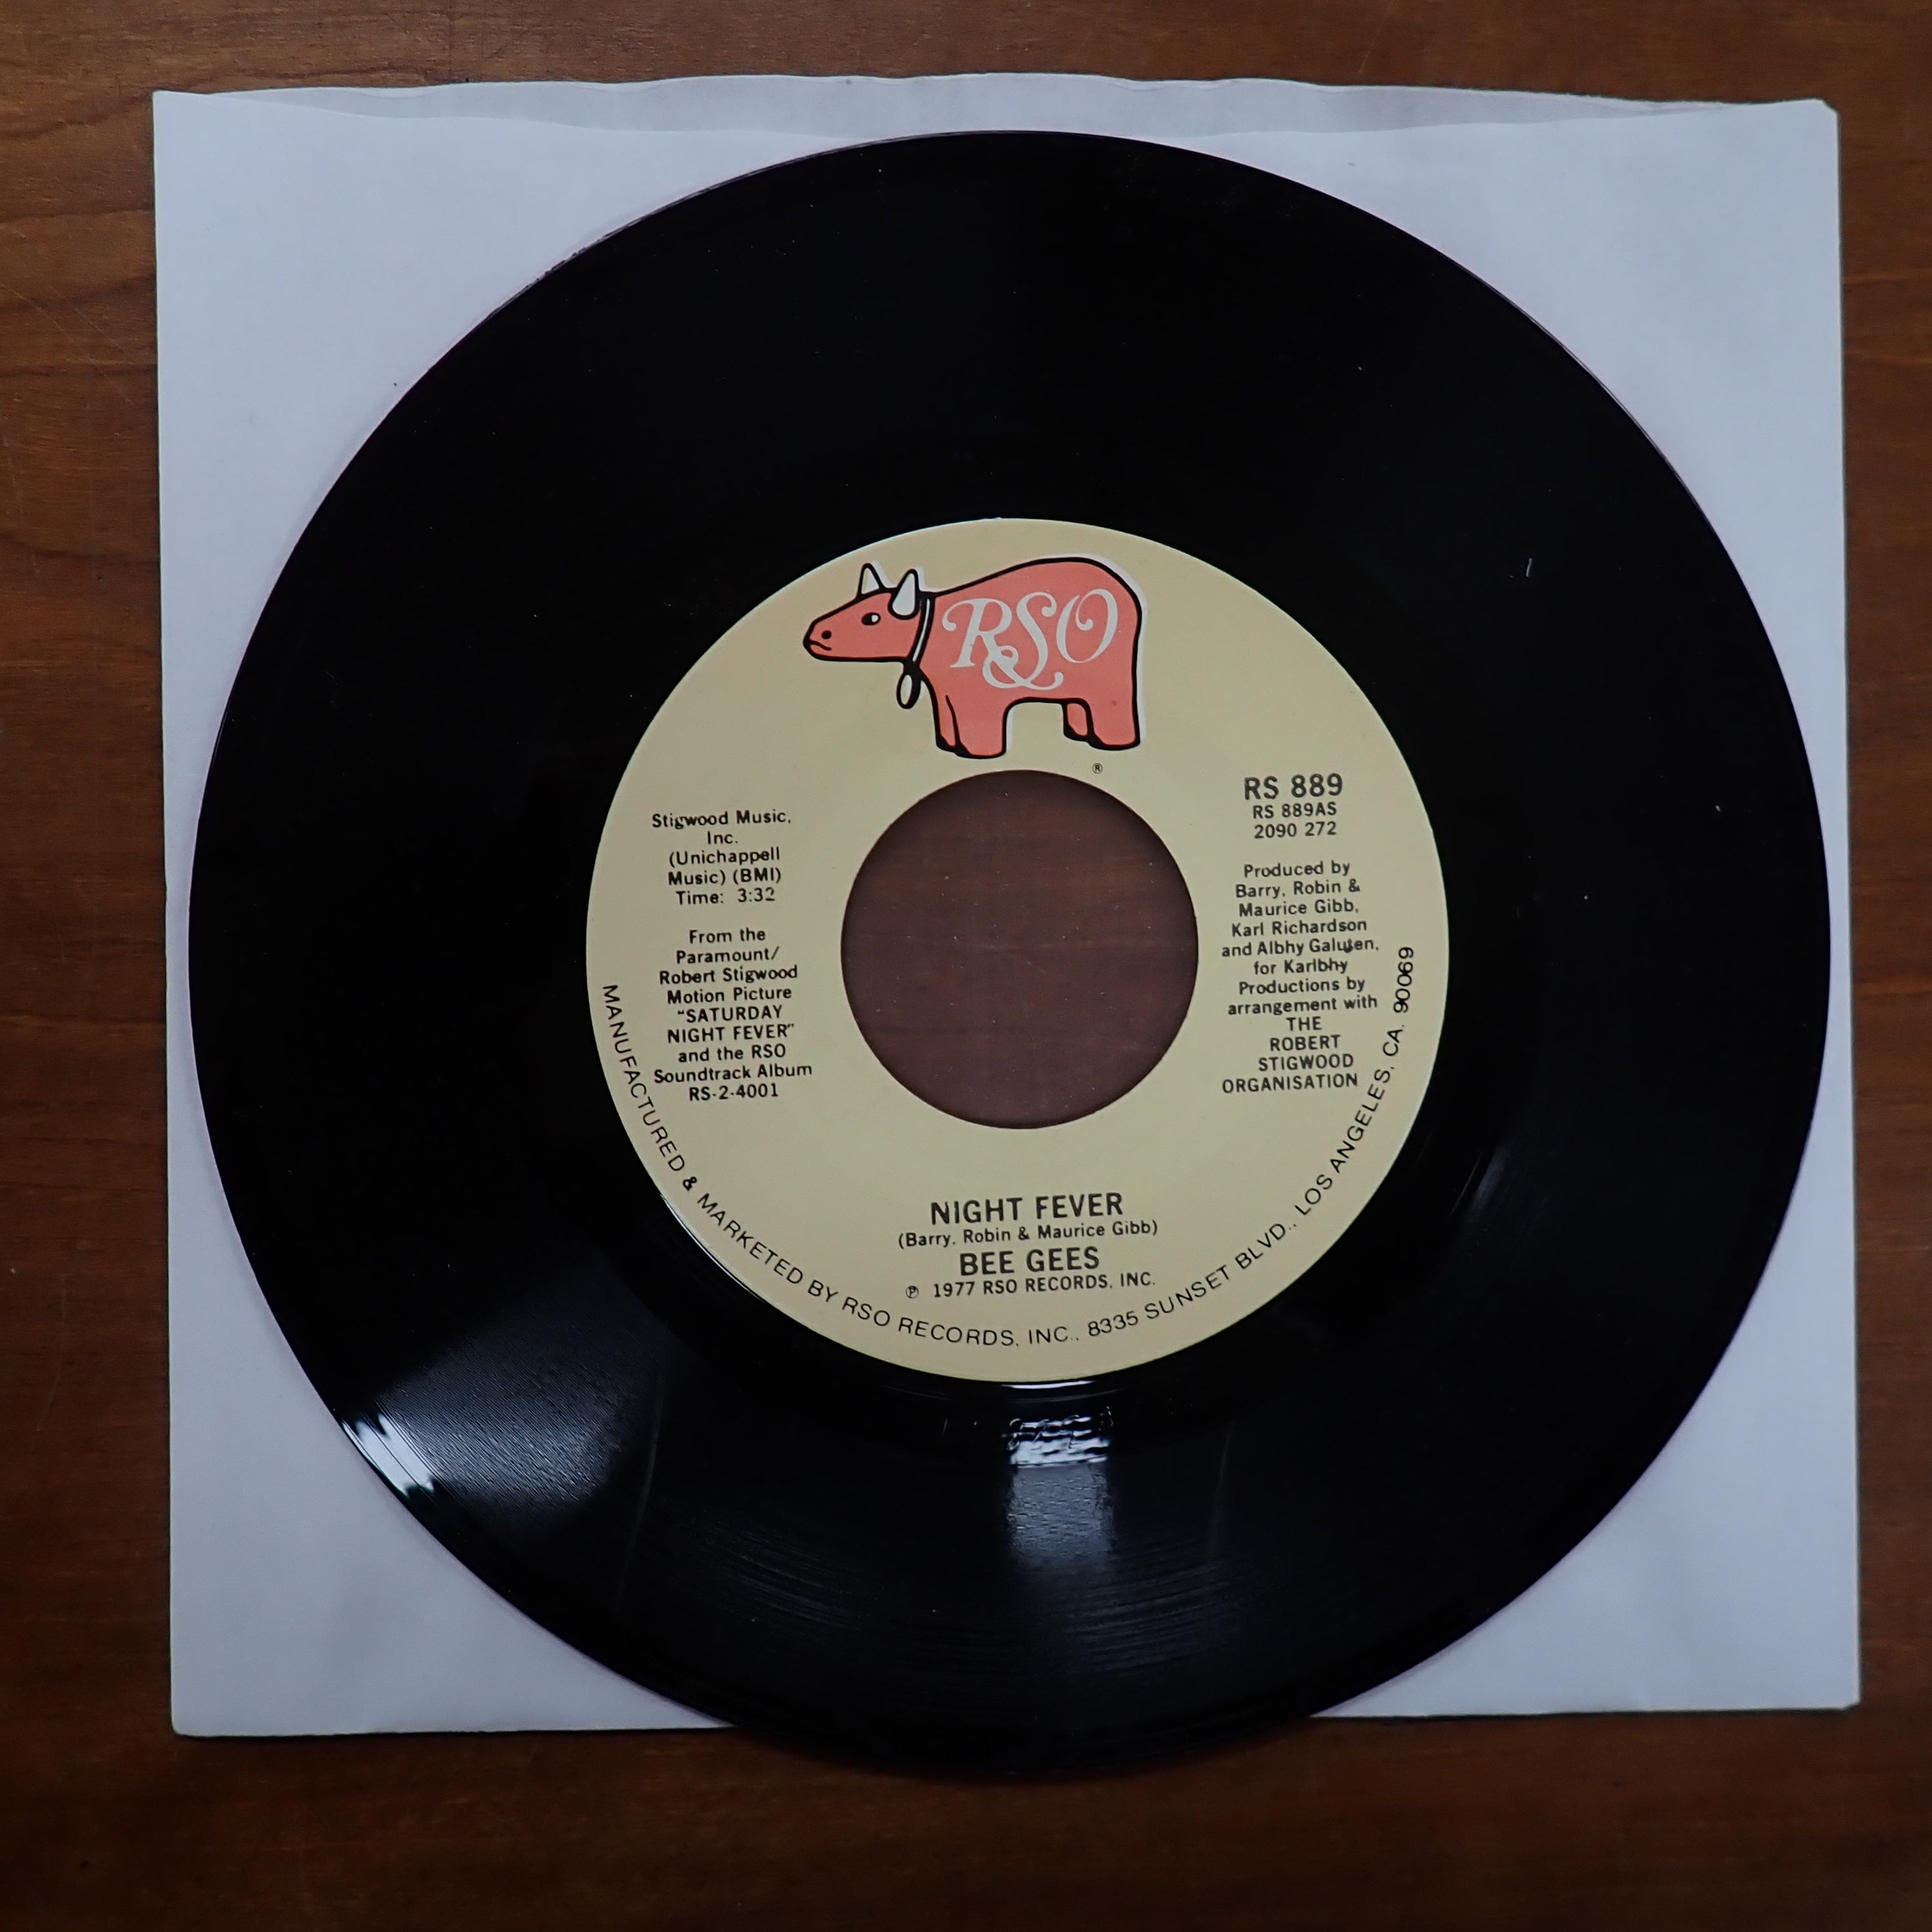 RSO
®
Stigwood Music,
Inc.
(Unichappell
Music) (BMI)
Time: 3:32
From the
Paramount/
Robert Stigwood
Motion Picture
"SATURDAY
NIGHT FEVER"
and the RSO
Soundtrack Album
RS-2-4001
RS 889
RS 889AS
2090 272
Produced by
Barry, Robin &
Maurice Gibb,
Karl Richardson
and Albhy Galuten,
for Karlbhy
Productions by
arrangement with
THE
ROBERT
STIGWOOD
ORGANISATION
NIGHT FEVER
(Barry, Robin & Maurice Gibb)
BEE GEES
℗ 1977 RSO RECORDS, INC.
MANUFACTURED & MARKETED BY RSO RECORDS, INC., 8335 SUNSET BLVD., LOS ANGELES, CA. 90069